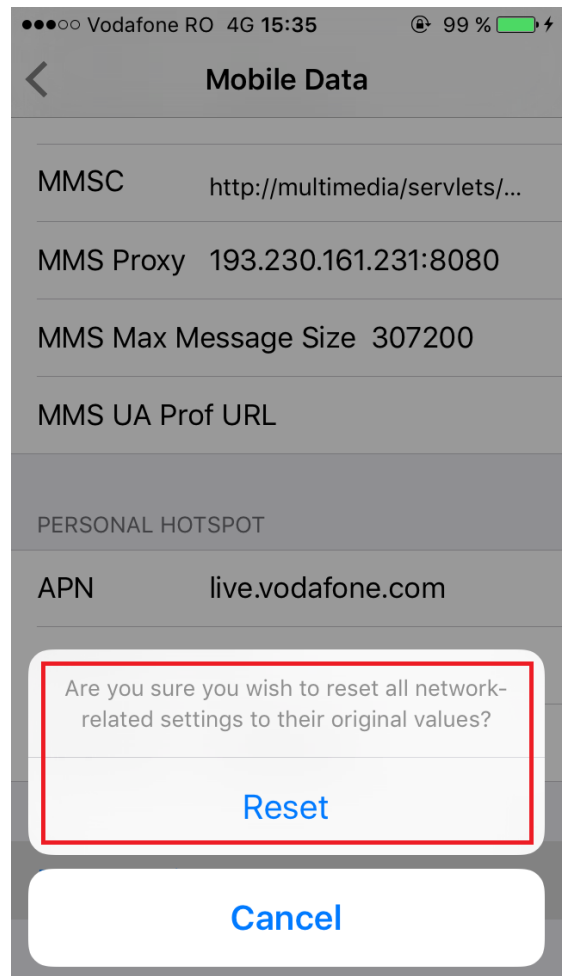 Vodafone RO 4G 15:35 99 %
Mobile Data
MMSC http://multimedia/servlets/...
MMS Proxy 193.230.161.231:8080
MMS Max Message Size 307200
MMS UA Prof URL
PERSONAL HOTSPOT
APN live.vodafone.com
Are you sure you wish to reset all network-
related settings to their original values?
Reset
Cancel